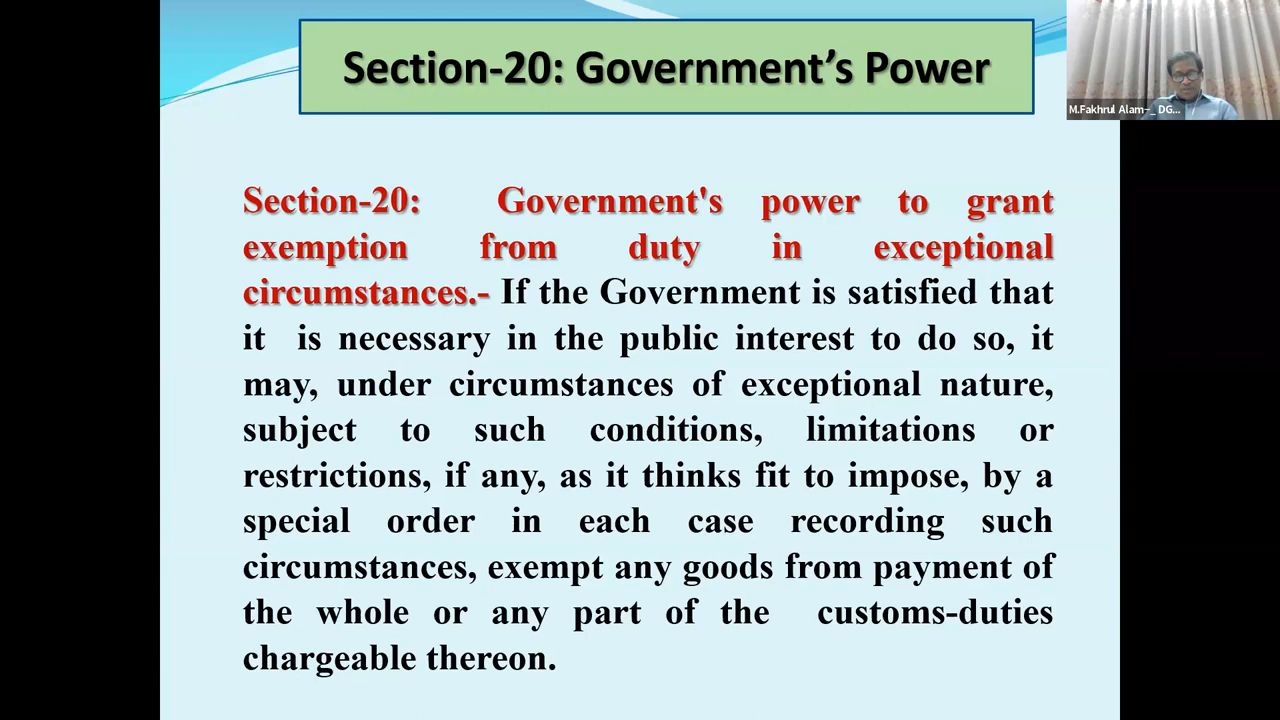 Section-20: Government’s Power
M.Fakhrul Alam-_ DG...
Section-20: Government's power to grant
exemption from duty in exceptional
circumstances.- If the Government is satisfied that
it is necessary in the public interest to do so, it
may, under circumstances of exceptional nature,
subject to such conditions, limitations or
restrictions, if any, as it thinks fit to impose, by a
special order in each case recording such
circumstances, exempt any goods from payment of
the whole or any part of the customs-duties
chargeable thereon.